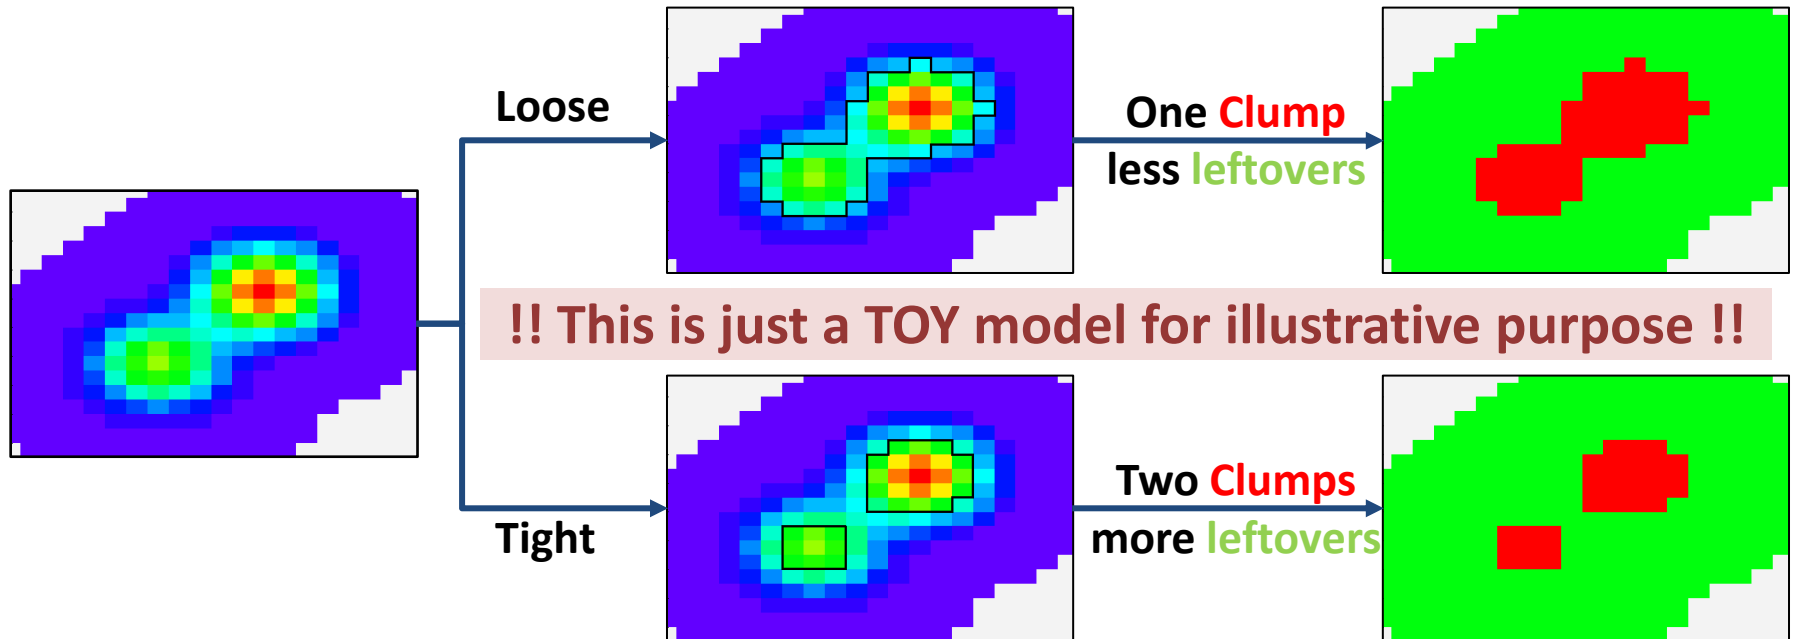 Loose
One Clump
less leftovers
!! This is just a TOY model for illustrative purpose !!
Tight
Two Clumps
more leftovers